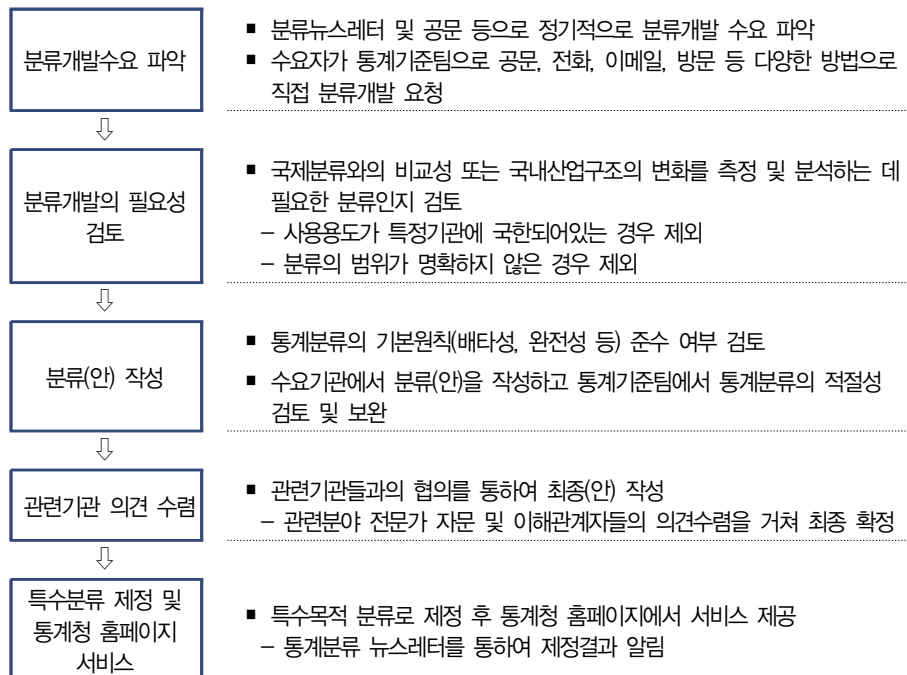 분류개발수요 파악
▪ 분류뉴스레터 및 공문 등으로 정기적으로 분류개발 수요 파악
▪ 수요자가 통계기준팀으로 공문, 전화, 이메일, 방문 등 다양한 방법으로
직접 분류개발 요청
⇩
분류개발의 필요성
검토
▪ 국제분류와의 비교성 또는 국내산업구조의 변화를 측정 및 분석하는 데
필요한 분류인지 검토
– 사용용도가 특정기관에 국한되어있는 경우 제외
– 분류의 범위가 명확하지 않은 경우 제외
⇩
분류(안) 작성
▪ 통계분류의 기본원칙(배타성, 완전성 등) 준수 여부 검토
▪ 수요기관에서 분류(안)을 작성하고 통계기준팀에서 통계분류의 적절성
검토 및 보완
⇩
관련기관 의견 수렴
▪ 관련기관들과의 협의를 통하여 최종(안) 작성
– 관련분야 전문가 자문 및 이해관계자들의 의견수렴을 거쳐 최종 확정
⇩
특수분류 제정 및
통계청 홈페이지
서비스
▪ 특수목적 분류로 제정 후 통계청 홈페이지에서 서비스 제공
– 통계분류 뉴스레터를 통하여 제정결과 알림